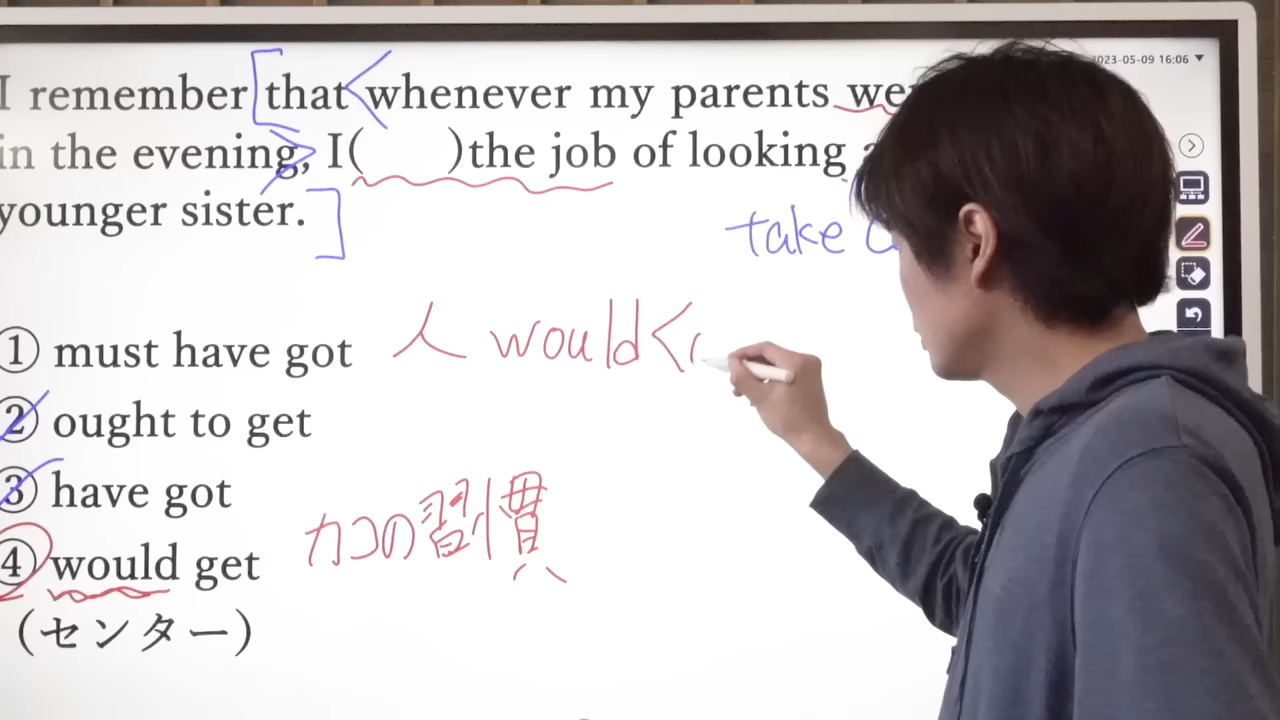 2023-05-09 16:06
I remember that whenever my parents we
in the evening, I( )the job of looking
younger sister.
take
① must have got
人 would
② ought to get
③ have got
カコの習慣
④ would get
(センター)